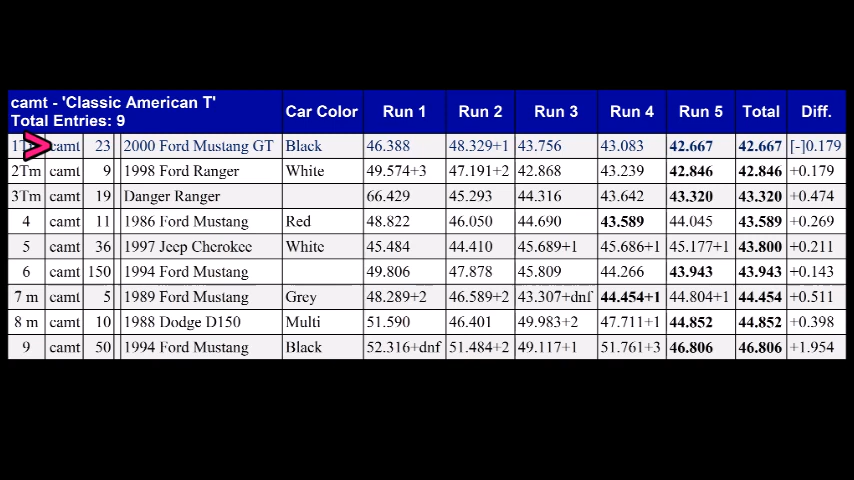 camt - 'Classic American T'
Total Entries: 9 Car Color Run 1 Run 2 Run 3 Run 4 Run 5 Total Diff.
camt 23 2000 Ford Mustang GT Black 46.388 48.329+1 43.756 43.083 42.667 42.667 [-]0.179
2Tm camt 9 1998 Ford Ranger White 49.574+3 47.191+2 42.868 43.239 42.846 42.846 +0.179
3Tm camt 19 Danger Ranger 66.429 45.293 44.316 43.642 43.320 43.320 +0.474
4 camt 11 1986 Ford Mustang Red 48.822 46.050 44.690 43.589 44.045 43.589 +0.269
5 camt 36 1997 Jeep Cherokee White 45.484 44.410 45.689+1 45.686+1 45.177+1 43.800 +0.211
6 camt 150 1994 Ford Mustang 49.806 47.878 45.809 44.266 43.943 43.943 +0.143
7 m camt 5 1989 Ford Mustang Grey 48.289+2 46.589+2 43.307+dnf 44.454+1 44.804+1 44.454 +0.511
8 m camt 10 1988 Dodge D150 Multi 51.590 46.401 49.983+2 47.711+1 44.852 44.852 +0.398
9 camt 50 1994 Ford Mustang Black 52.316+dnf 51.484+2 49.117+1 51.761+3 46.806 46.806 +1.954